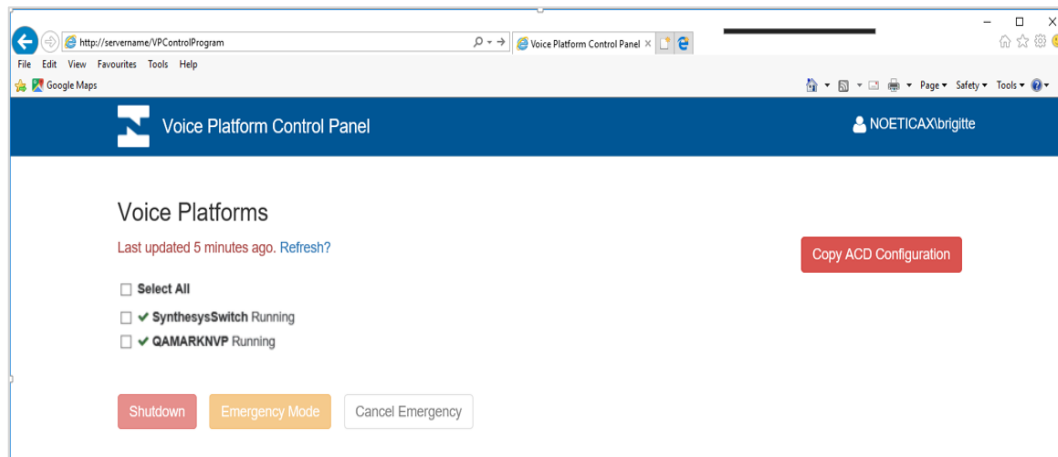 http://servername/VPControlProgram
Voice Platform Control Panel
File Edit View Favourites Tools Help
Google Maps
Page Safety Tools
Voice Platform Control Panel
NOETICAX\brigitte
Voice Platforms
Last updated 5 minutes ago. Refresh?
Copy ACD Configuration
Select All
SynthesysSwitch Running
QAMARKNVP Running
Shutdown Emergency Mode Cancel Emergency